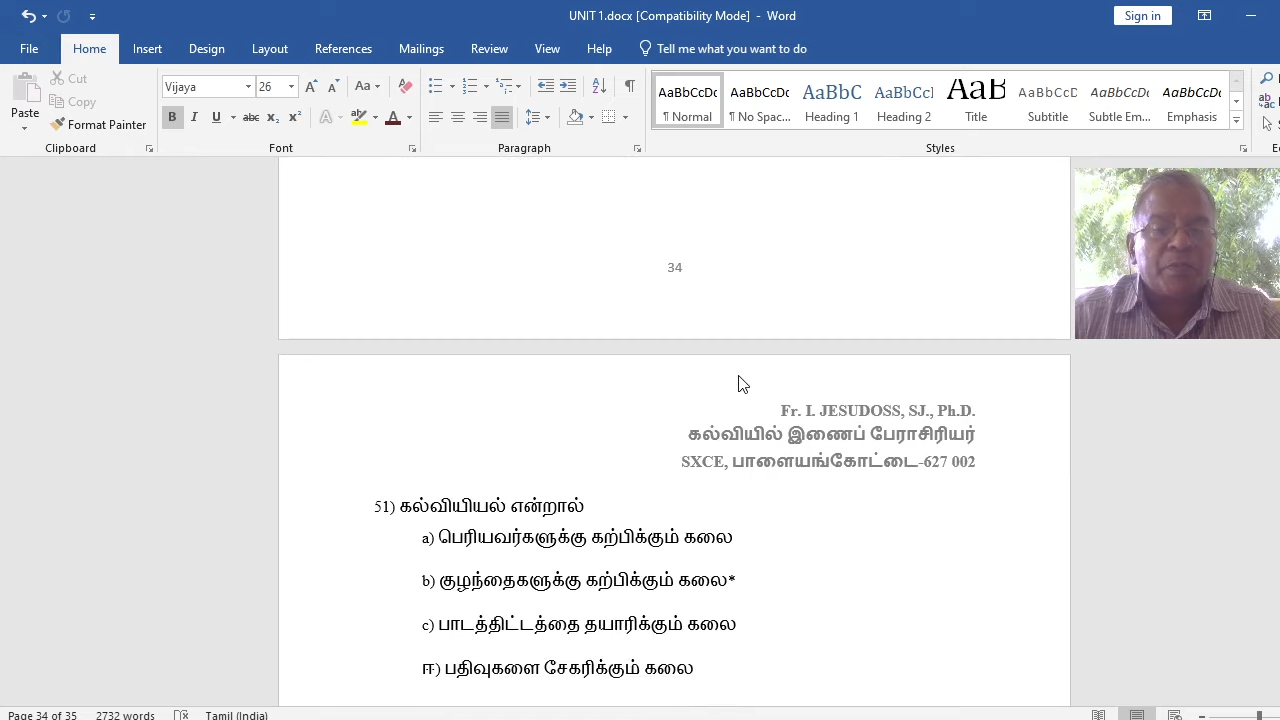 UNIT 1.docx [Compatibility Mode] - Word
Sign in
File Home Insert Design Layout References Mailings Review View Help Tell me what you want to do
Paste
Cut
Copy
Format Painter
Clipboard
Vijaya 26
Font
Paragraph
AaBbCcDc AaBbCcDc AaBbC AaBbCcI AaB AaBbCcD AaBbCcDt AaBbCcDt
¶ Normal ¶ No Spac... Heading 1 Heading 2 Title Subtitle Subtle Em... Emphasis
Styles
34
Fr. I. JESUDOSS, SJ., Ph.D.
கல்வியில் இணைப் பேராசிரியர்
SXCE, பாளையங்கோட்டை-627 002
51) கல்வியியல் என்றால்
a) பெரியவர்களுக்கு கற்பிக்கும் கலை
b) குழந்தைகளுக்கு கற்பிக்கும் கலை*
c) பாடத்திட்டத்தை தயாரிக்கும் கலை
ஈ) பதிவுகளை சேகரிக்கும் கலை
Page 34 of 35 2732 words Tamil (India)